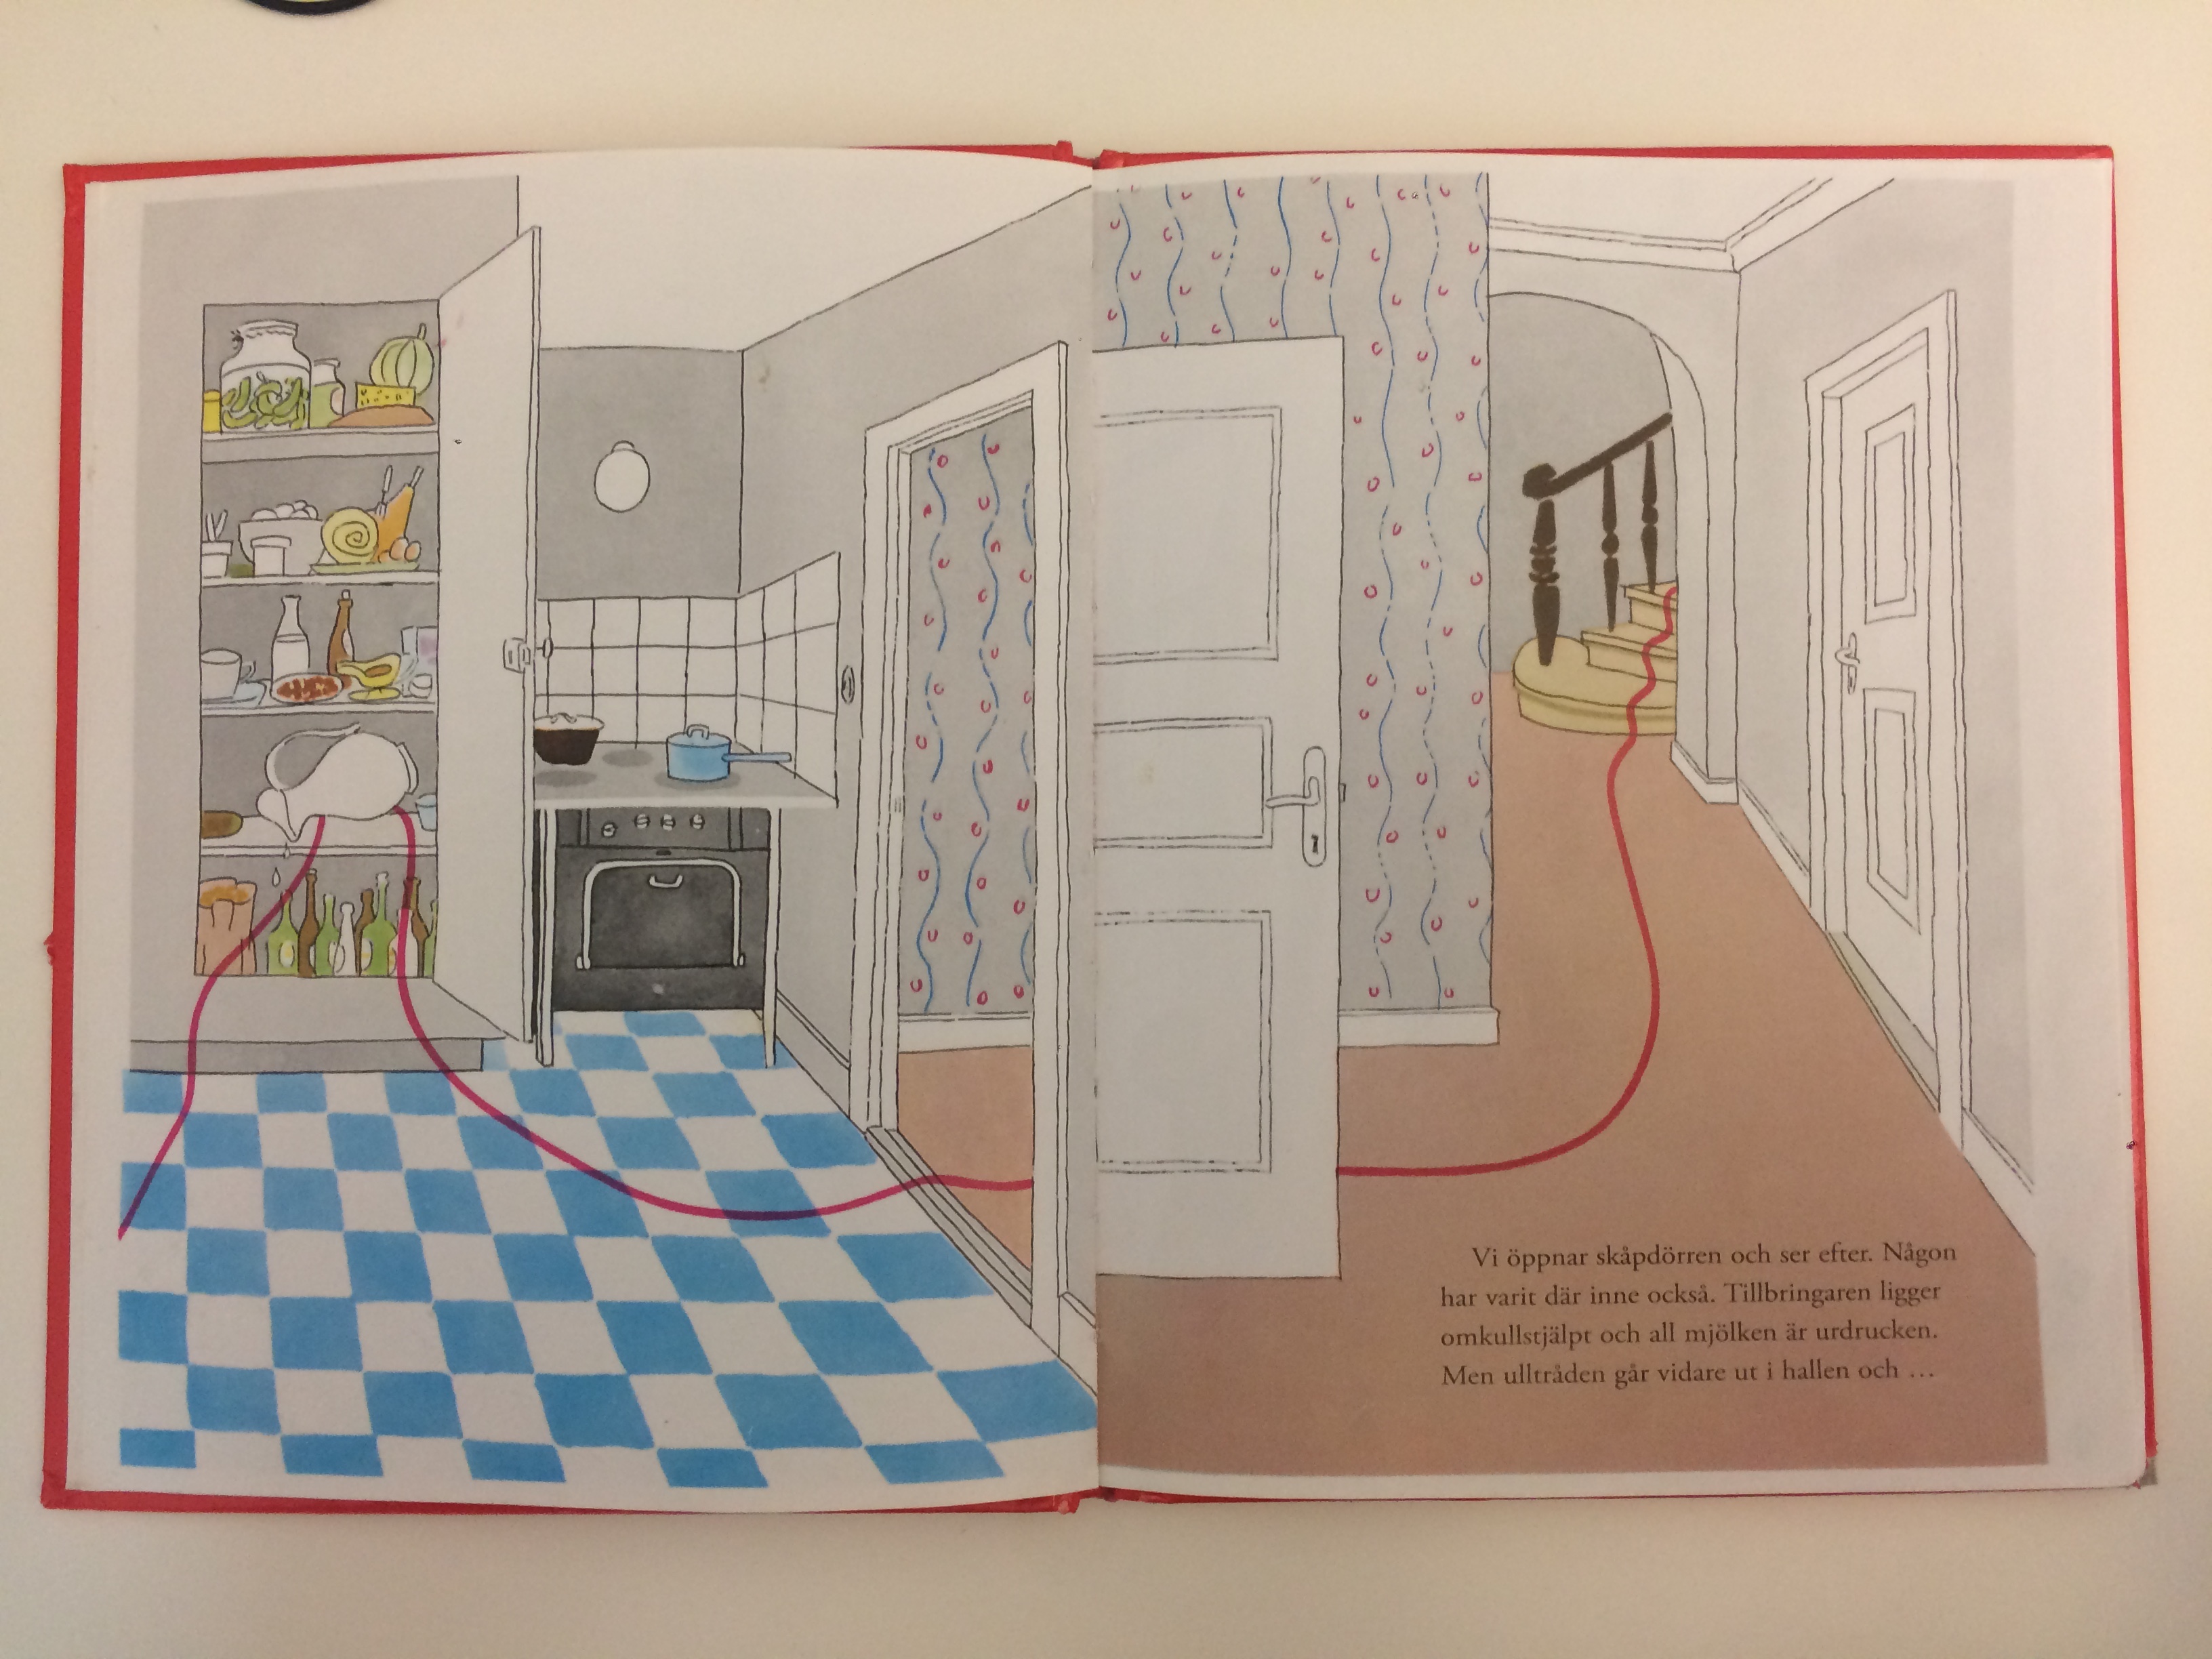 Vi öppnar skåpdörren och ser efter. Någon
har varit där inne också. Tillbringaren ligger
omkullstjälpt och all mjölken är urdrucken.
Men ulltråden går vidare ut i hallen och ...